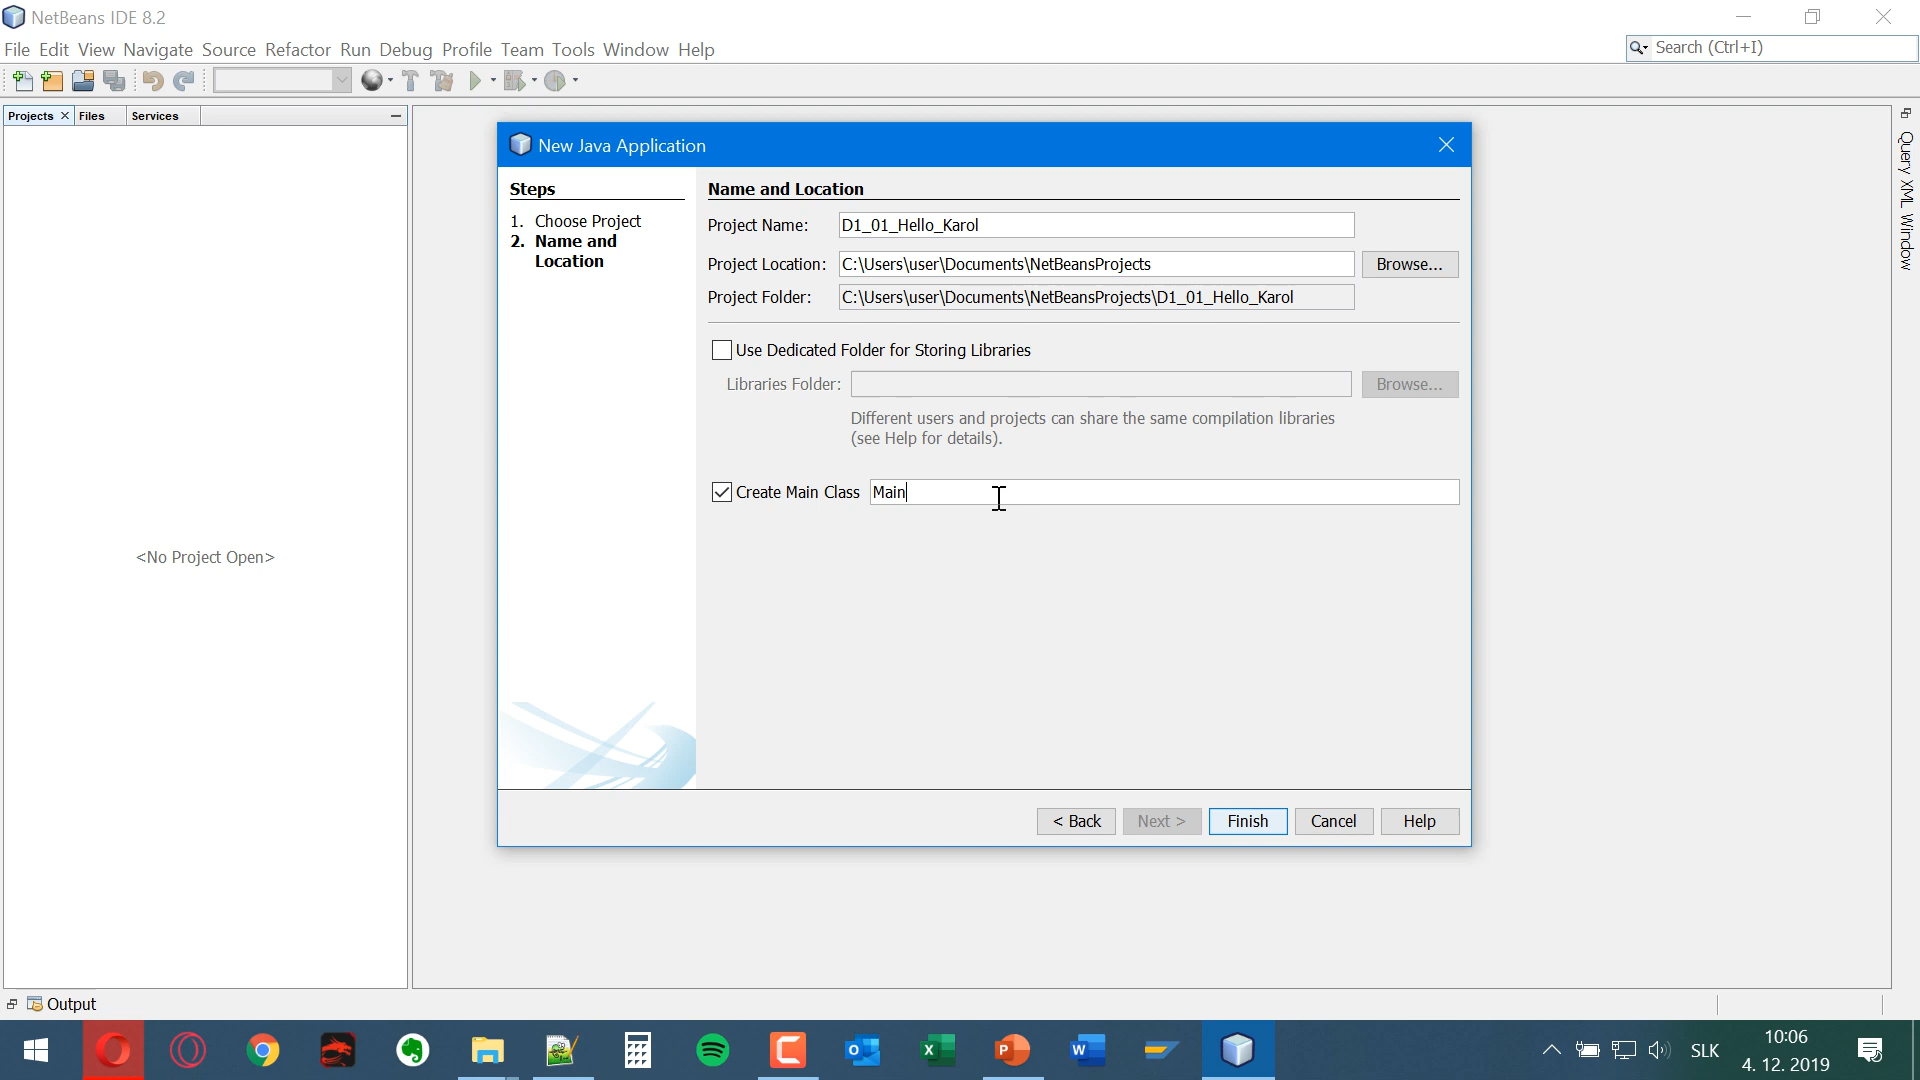 NetBeans IDE 8.2
File Edit View Navigate Source Refactor Run Debug Profile Team Tools Window Help
Search (Ctrl+I)
Projects Files Services
Query XML Window
New Java Application
Steps
1. Choose Project
2. Name and
Location
Name and Location
Project Name: D1_01_Hello_Karol
Project Location: C:\Users\user\Documents\NetBeansProjects Browse...
Project Folder: C:\Users\user\Documents\NetBeansProjects\D1_01_Hello_Karol
Use Dedicated Folder for Storing Libraries
Libraries Folder: Browse...
Different users and projects can share the same compilation libraries
(see Help for details).
Create Main Class Main
<No Project Open>
< Back Next > Finish Cancel Help
Output
SLK
10:06
4. 12. 2019